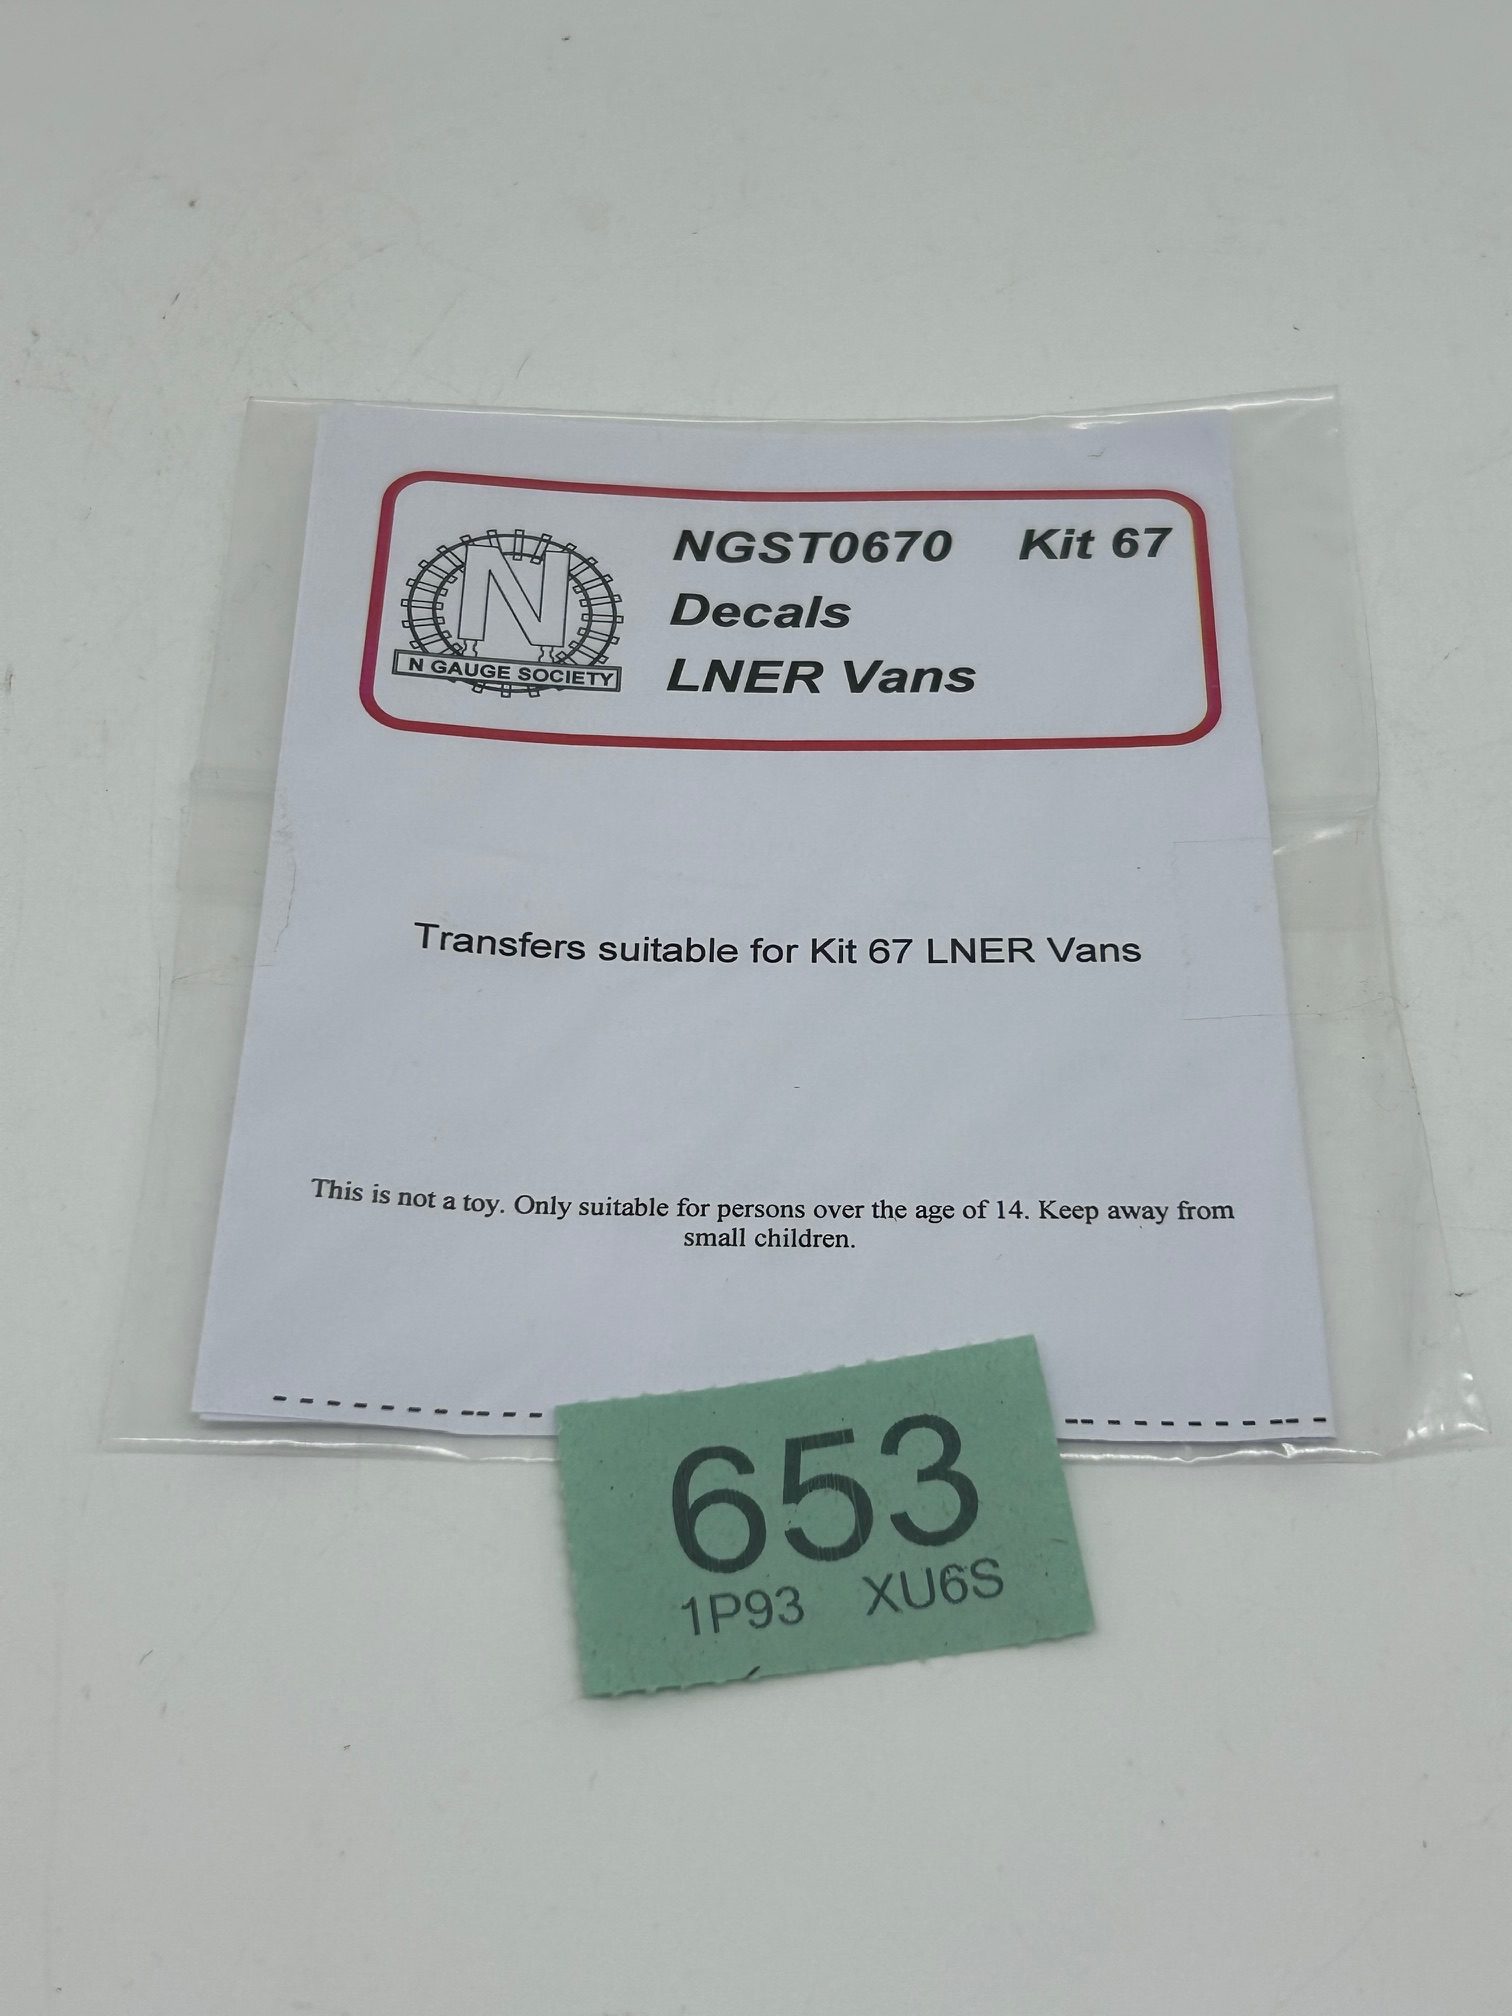 N
N GAUGE SOCIETY
NGST0670 Kit 67
Decals
LNER Vans
Transfers suitable for Kit 67 LNER Vans
This is not a toy. Only suitable for persons over the age of 14. Keep away from
small children.
653
1P93 XU6S